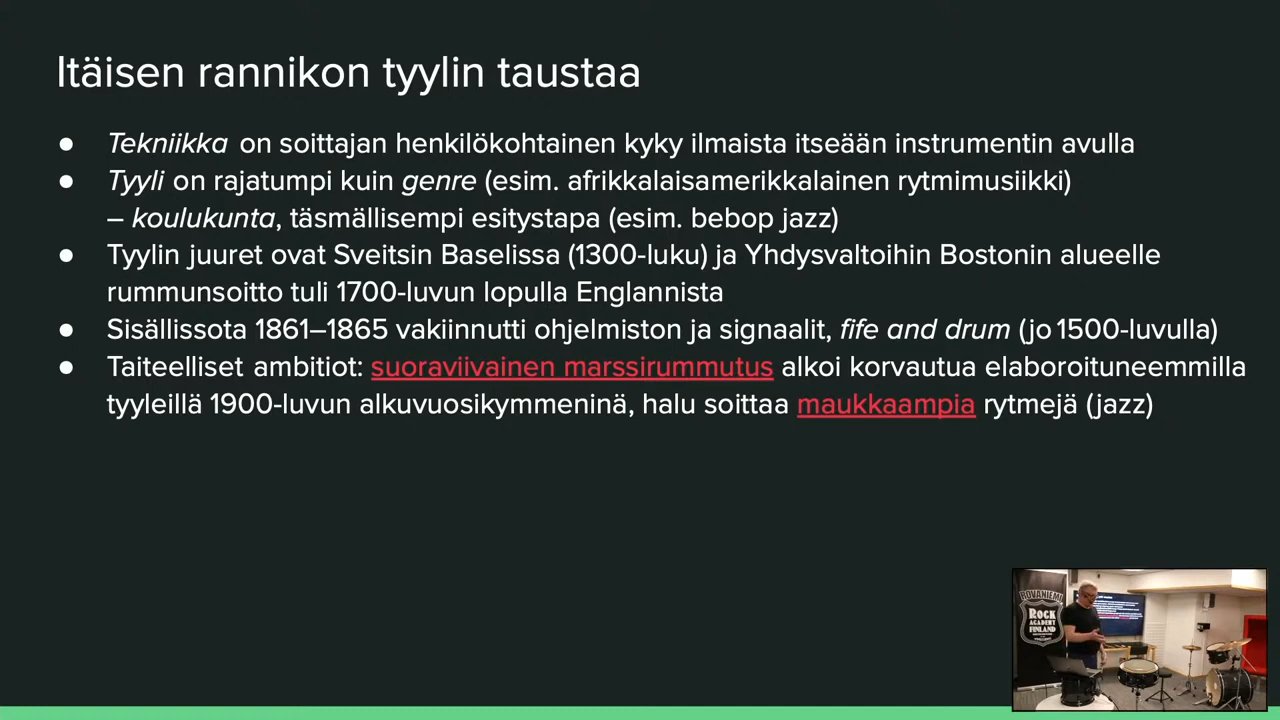 Itäisen rannikon tyylin taustaa
● Tekniikka on soittajan henkilökohtainen kyky ilmaista itseään instrumentin avulla
● Tyyli on rajatumpi kuin genre (esim. afrikkalaisamerikkalainen rytmimusiikki)
– koulukunta, täsmällisempi esitystapa (esim. bebop jazz)
● Tyylin juuret ovat Sveitsin Baselissa (1300-luku) ja Yhdysvaltoihin Bostonin alueelle
rummunsoitto tuli 1700-luvun lopulla Englannista
● Sisällissota 1861–1865 vakiinnutti ohjelmiston ja signaalit, fife and drum (jo 1500-luvulla)
● Taiteelliset ambitiot: suoraviivainen marssirummutus alkoi korvautua elaboroituneemmilla
tyyleillä 1900-luvun alkuvuosikymmeninä, halu soittaa maukkaampia rytmejä (jazz)
ROVANIEMI
ROCK
ACADEMY
FINLAND